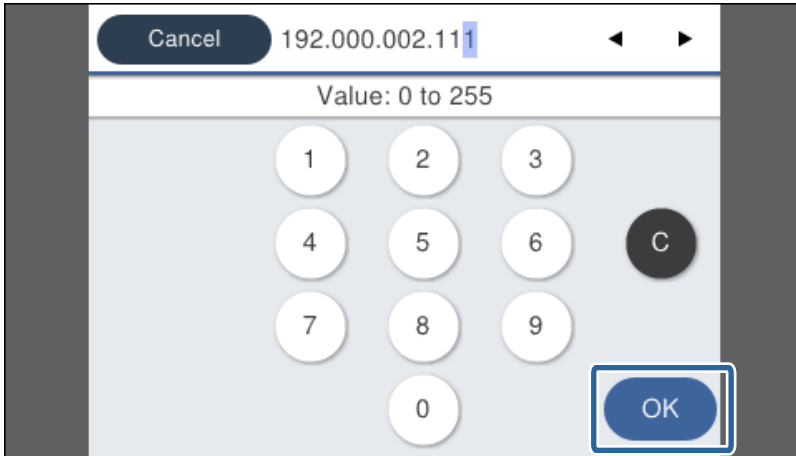 Cancel 192.000.002.111 ◄ ►
Value: 0 to 255
1 2 3
4 5 6 C
7 8 9
0 OK